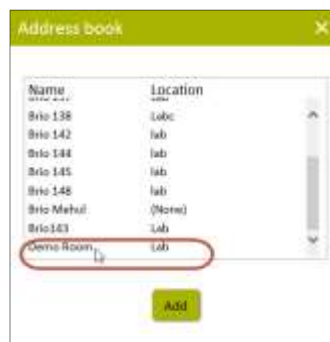 Address book
Name Location
Brio 138 Labc
Brio 142 lab
Brio 144 lab
Brio 145 lab
Brio 148 lab
Brio Mehul (None)
Brio143 Lab
Demo Room Lab
Add